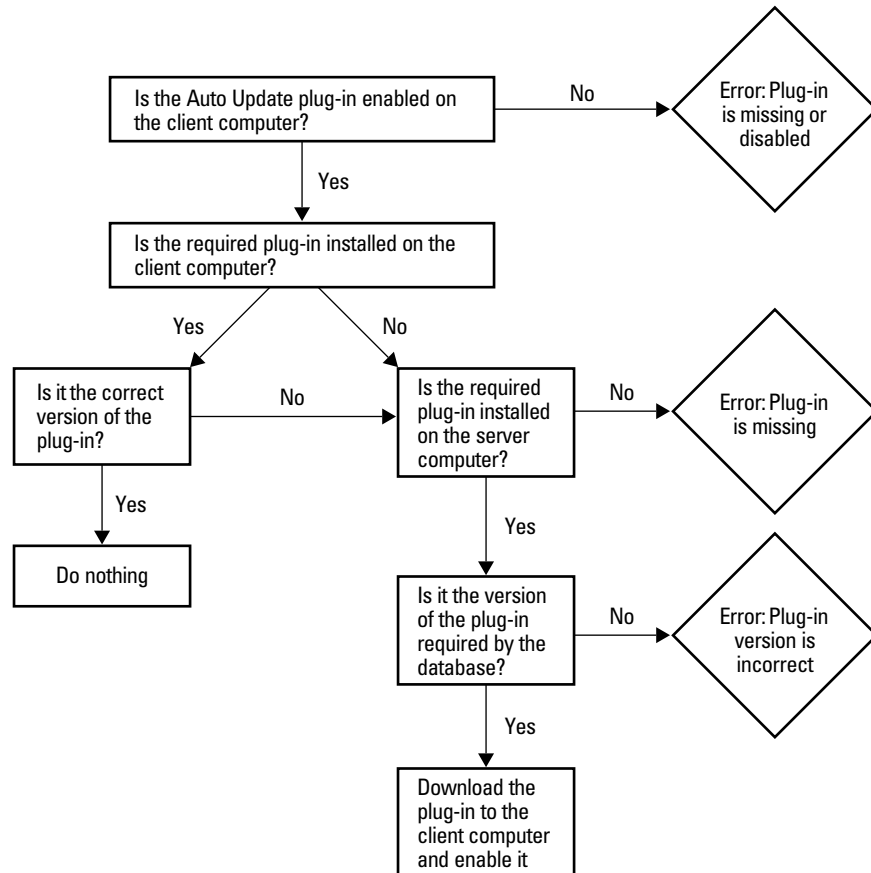 Is the Auto Update plug-in enabled on
the client computer?
No
Error: Plug-in
is missing or
disabled
Yes
Is the required plug-in installed on the
client computer?
Yes
No
Is it the correct
version of the
plug-in?
No
Is the required
plug-in installed
on the server
computer?
No
Error: Plug-in
is missing
Yes
Do nothing
Yes
Is it the version
of the plug-in
required by the
database?
No
Error: Plug-in
version is
incorrect
Yes
Download the
plug-in to the
client computer
and enable it